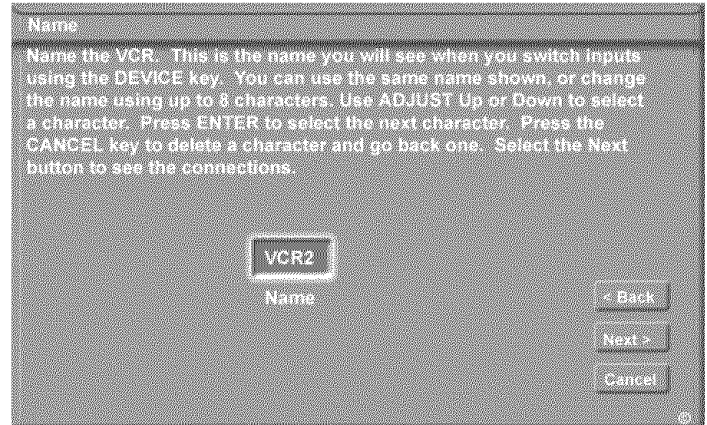 Name
Name the VCR. This is the name you will see when you switch inputs
using the DEVICE key. You can use the same name shown, or change
the name using up to 8 characters. Use ADJUST Up or Down to select
a character. Press ENTER to select the next character. Press the
CANCEL key to delete a character and go back one. Select the Next
button to see the connections.
VCR2
Name
< Back
Next >
Cancel
©